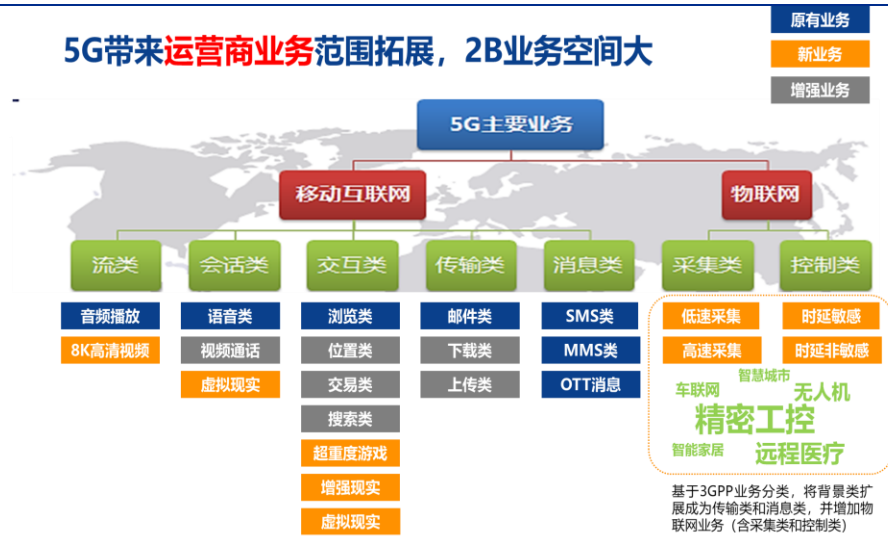 原有业务
5G带来运营商业务范围拓展，2B业务空间大
新业务
增强业务
5G主要业务
移动互联网
物联网
流类
会话类
交互类
传输类
消息类
采集类
控制类
音频播放
语音类
浏览类
邮件类
SMS类
低速采集
时延敏感
8K高清视频
视频通话
位置类
下载类
MMS类
高速采集
时延非敏感
虚拟现实
交易类
上传类
OTT消息
搜索类
超重度游戏
增强现实
虚拟现实
智慧城市
车联网
无人机
精密工控
智能家居
远程医疗
基于3GPP业务分类，将背景类扩
展成为传输类和消息类，并增加物
联网业务（含采集类和控制类）